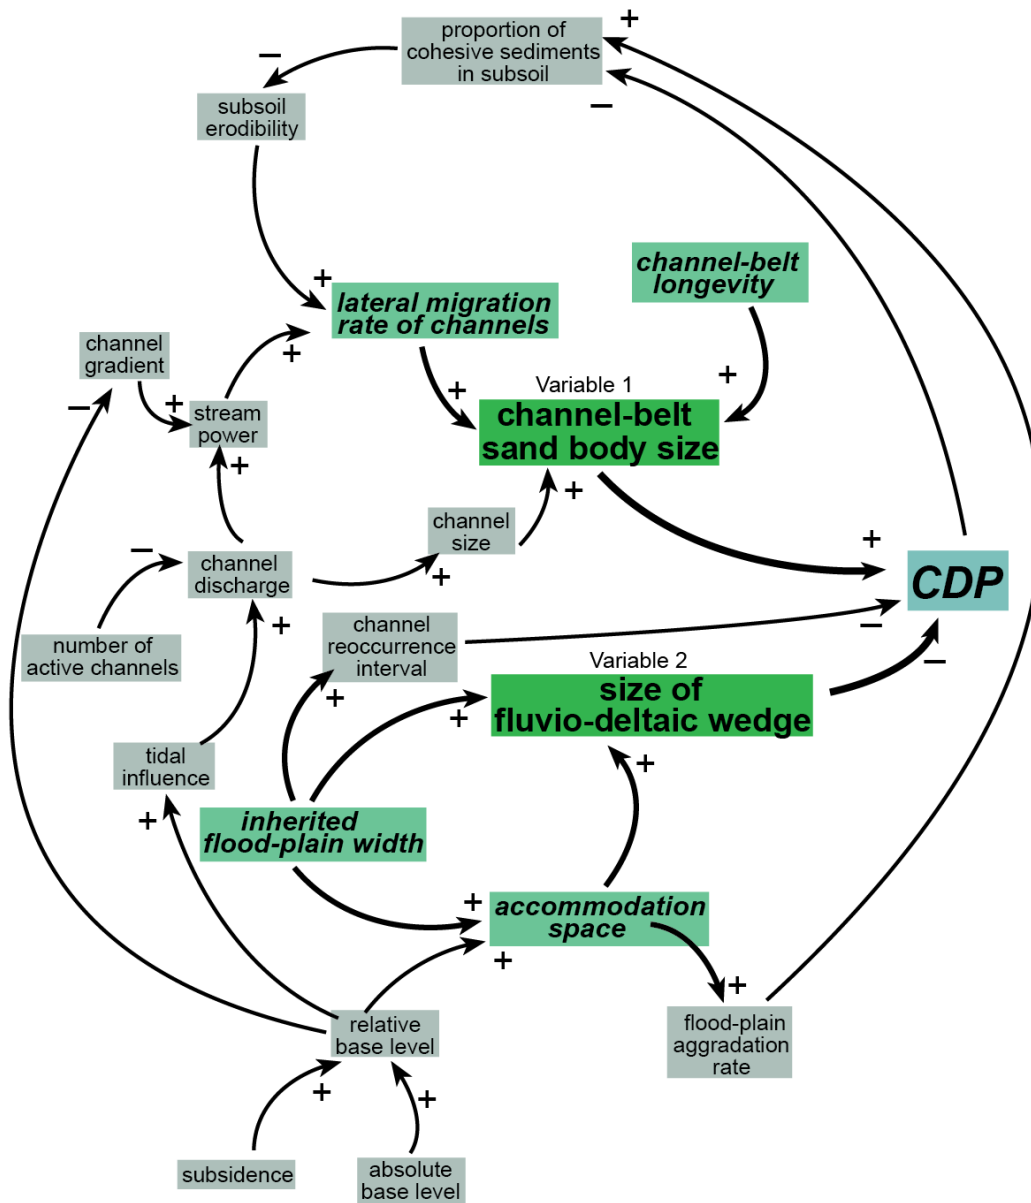 proportion of
cohesive sediments
in subsoil
+
−
−
subsoil
erodibility
+
lateral migration
rate of channels
+
channel-belt
longevity
+
channel
gradient
−
+
stream
power
+
+
Variable 1
channel-belt
sand body size
+
+
channel
size
+
−
channel
discharge
+
CDP
−
−
number of
active channels
channel
reoccurrence
interval
+
Variable 2
size of
fluvio-deltaic wedge
+
+
tidal
influence
+
inherited
flood-plain width
+
accommodation
space
+
+
flood-plain
aggradation
rate
relative
base level
+
+
subsidence
absolute
base level